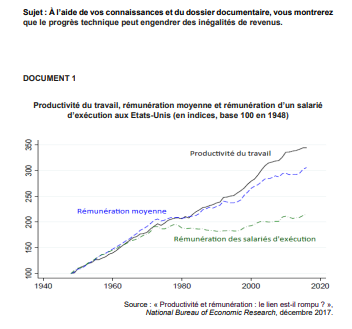 Sujet : À l'aide de vos connaissances et du dossier documentaire, vous montrerez
que le progrès technique peut engendrer des inégalités de revenus.
DOCUMENT 1
Productivité du travail, rémunération moyenne et rémunération d'un salarié
d'exécution aux Etats-Unis (en indices, base 100 en 1948)
350
300
250
200
150
100
Productivité du travail
Rémunération moyenne
Rémunération des salariés d'exécution
1940 1960 1980 2000 2020
Source : « Productivité et rémunération : le lien est-il rompu ? »,
National Bureau of Economic Research, décembre 2017.